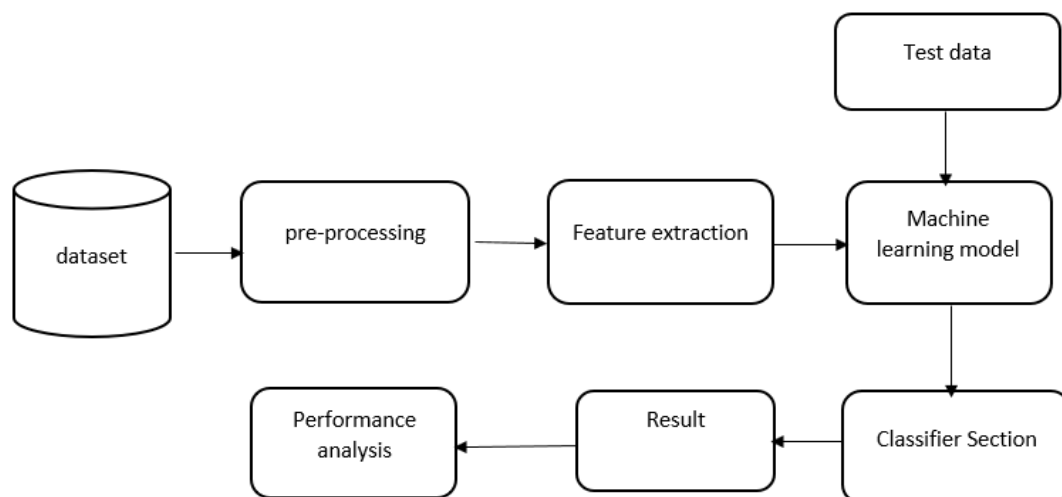 Test data
dataset
pre-processing
Feature extraction
Machine
learning model
Performance
analysis
Result
Classifier Section